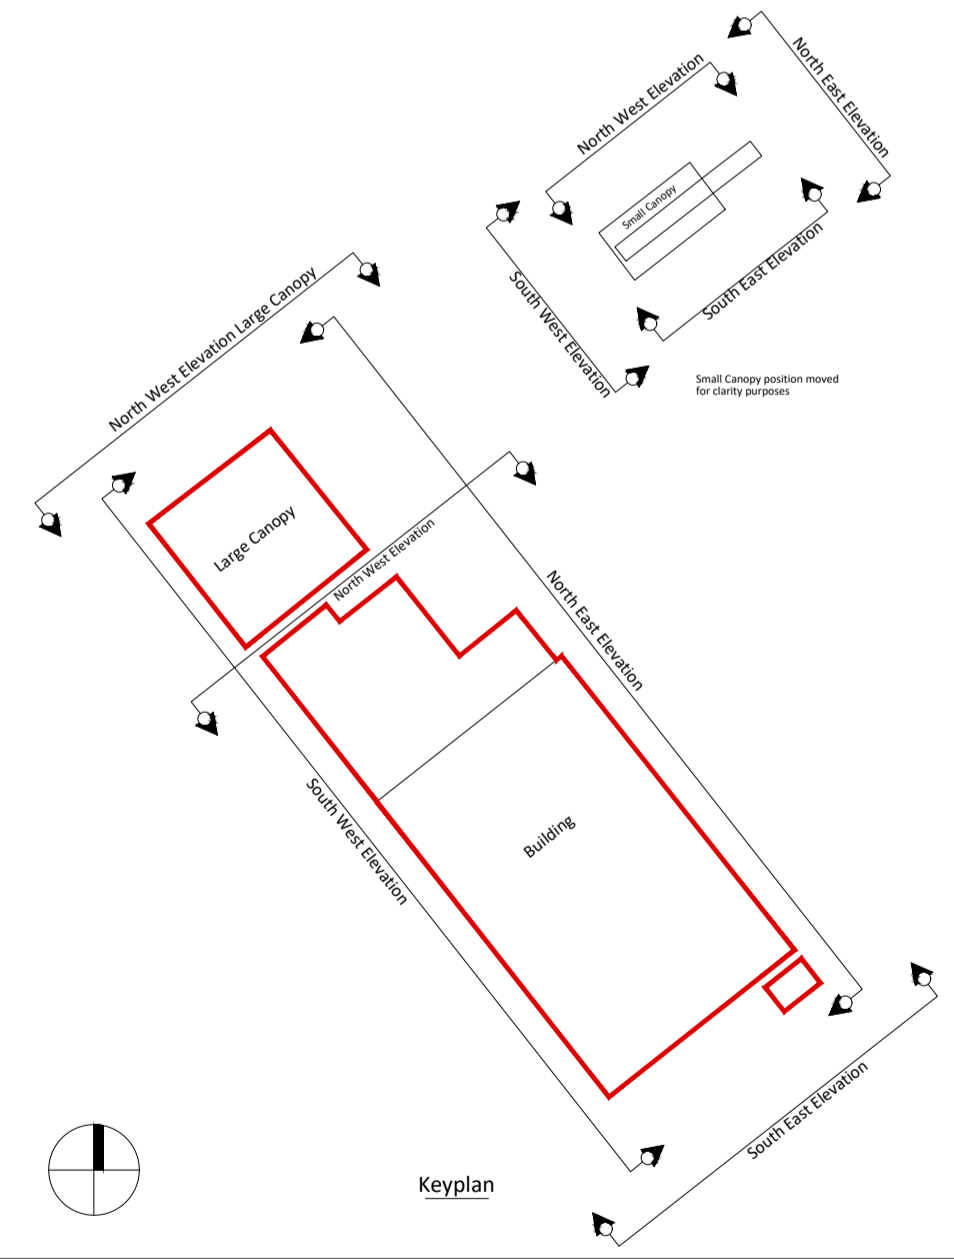 North West Elevation
North East Elevation
Small Canopy
South West Elevation
South East Elevation
Small Canopy position moved
for clarity purposes
North West Elevation Large Canopy
Large Canopy
North West Elevation
North East Elevation
South West Elevation
Building
South East Elevation
Keyplan